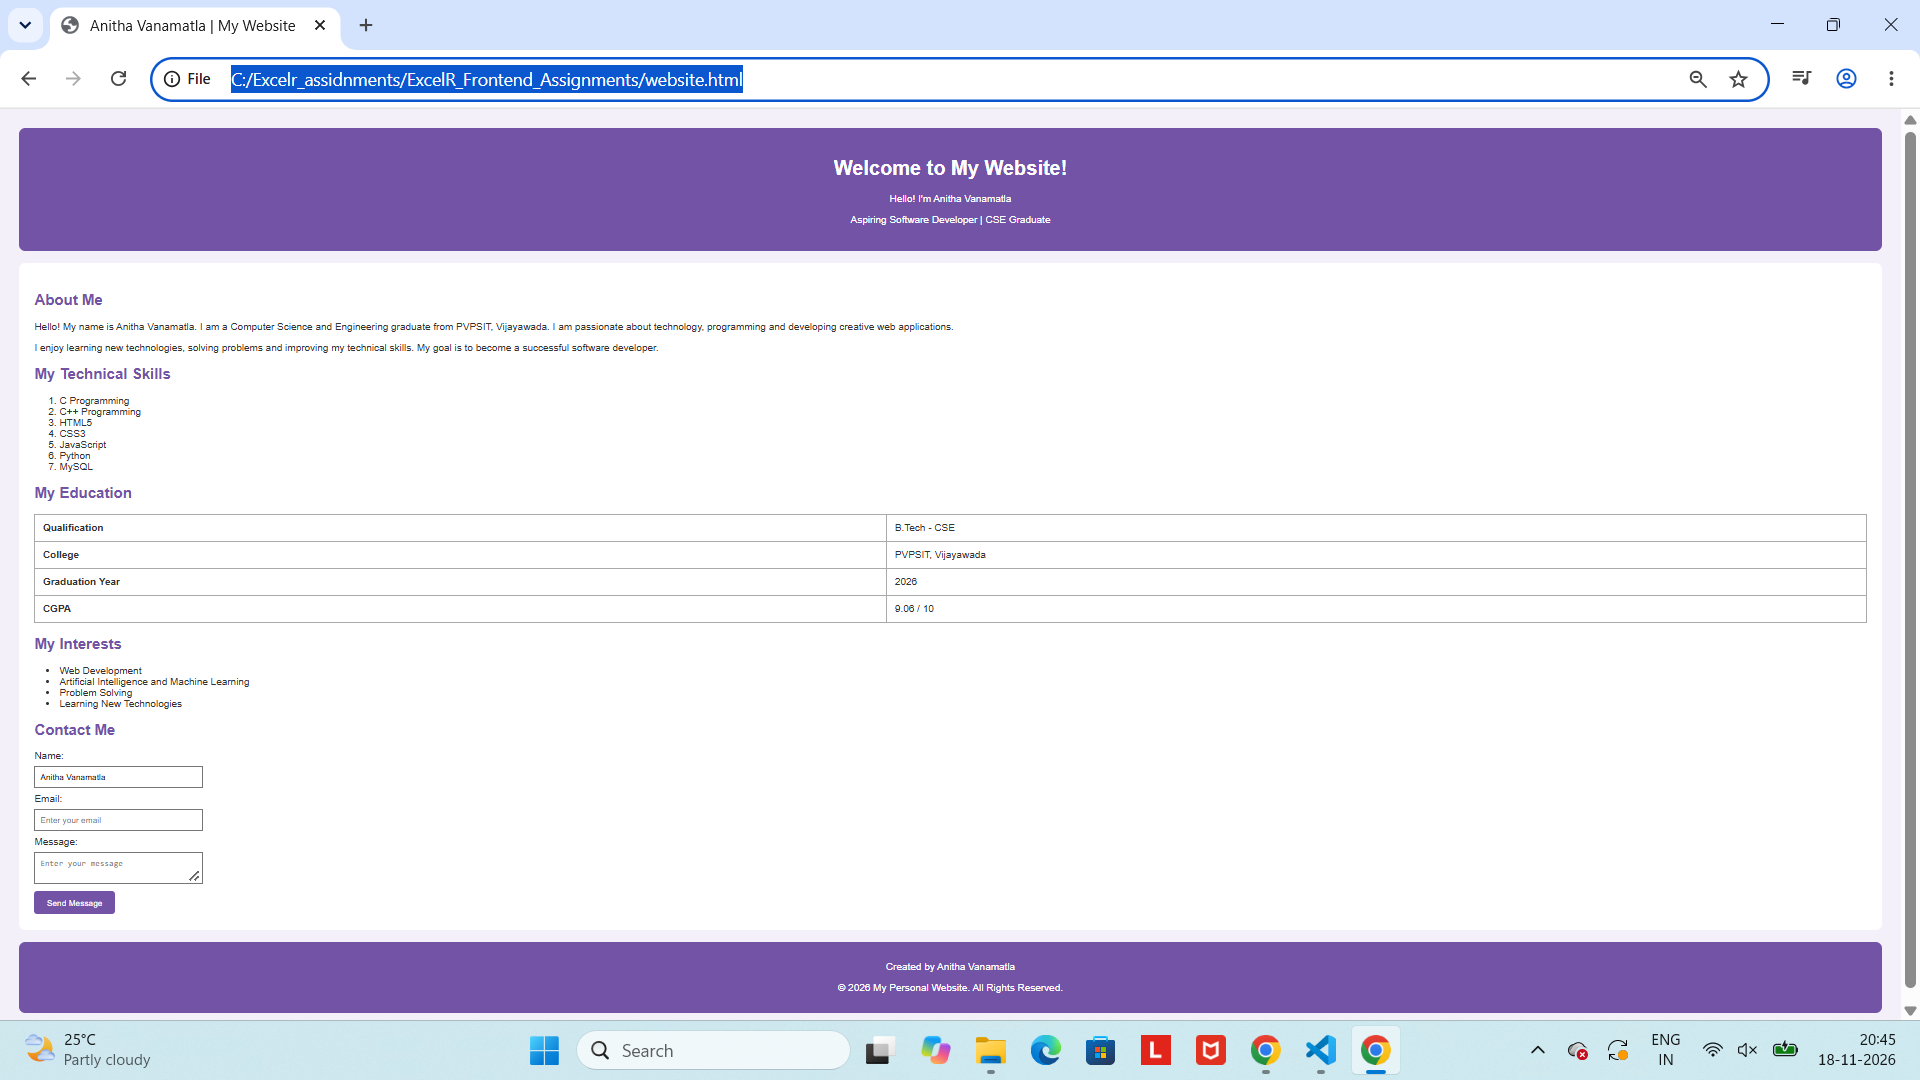 Anitha Vanamatla | My Website
File C:/Excelr_assidnments/ExcelR_Frontend_Assignments/website.html
Welcome to My Website!
Hello! I'm Anitha Vanamatla
Aspiring Software Developer | CSE Graduate
About Me
Hello! My name is Anitha Vanamatla. I am a Computer Science and Engineering graduate from PVPSIT, Vijayawada. I am passionate about technology, programming and developing creative web applications.
I enjoy learning new technologies, solving problems and improving my technical skills. My goal is to become a successful software developer.
My Technical Skills
1. C Programming
2. C++ Programming
3. HTML5
4. CSS3
5. JavaScript
6. Python
7. MySQL
My Education
Qualification B.Tech - CSE
College PVPSIT, Vijayawada
Graduation Year 2026
CGPA 9.06 / 10
My Interests
• Web Development
• Artificial Intelligence and Machine Learning
• Problem Solving
• Learning New Technologies
Contact Me
Name:
Anitha Vanamatla
Email:
Enter your email
Message:
Enter your message
Send Message
Created by Anitha Vanamatla
© 2026 My Personal Website. All Rights Reserved.
25°C
Partly cloudy
Search
L
ENG
IN
20:45
18-11-2026